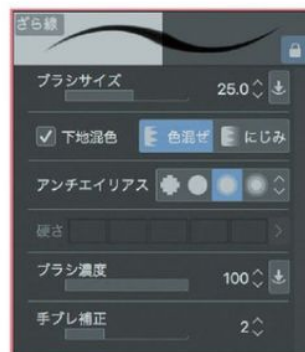 ざら線
ブラシサイズ 25.0
下地混色 色混ぜ にじみ
アンチエイリアス
硬さ
ブラシ濃度 100
手ブレ補正 2